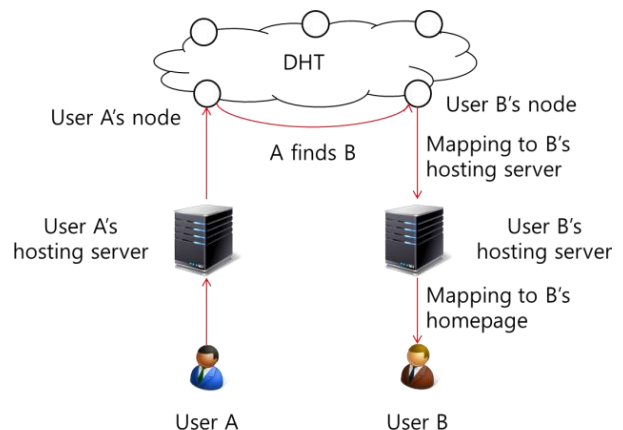 DHT
User A's node
User B's node
A finds B
Mapping to B's
hosting server
User A's
hosting server
User B's
hosting server
Mapping to B's
homepage
User A
User B